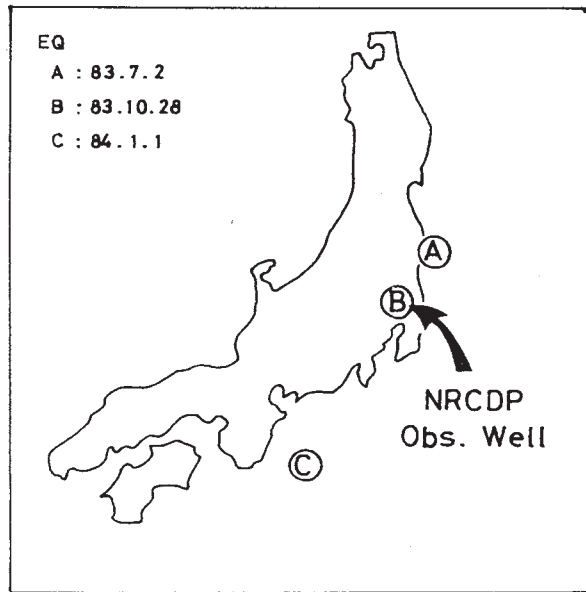 EQ
A : 83.7.2
B : 83.10.28
C : 84.1.1
A
B
NRCDP
Obs. Well
C